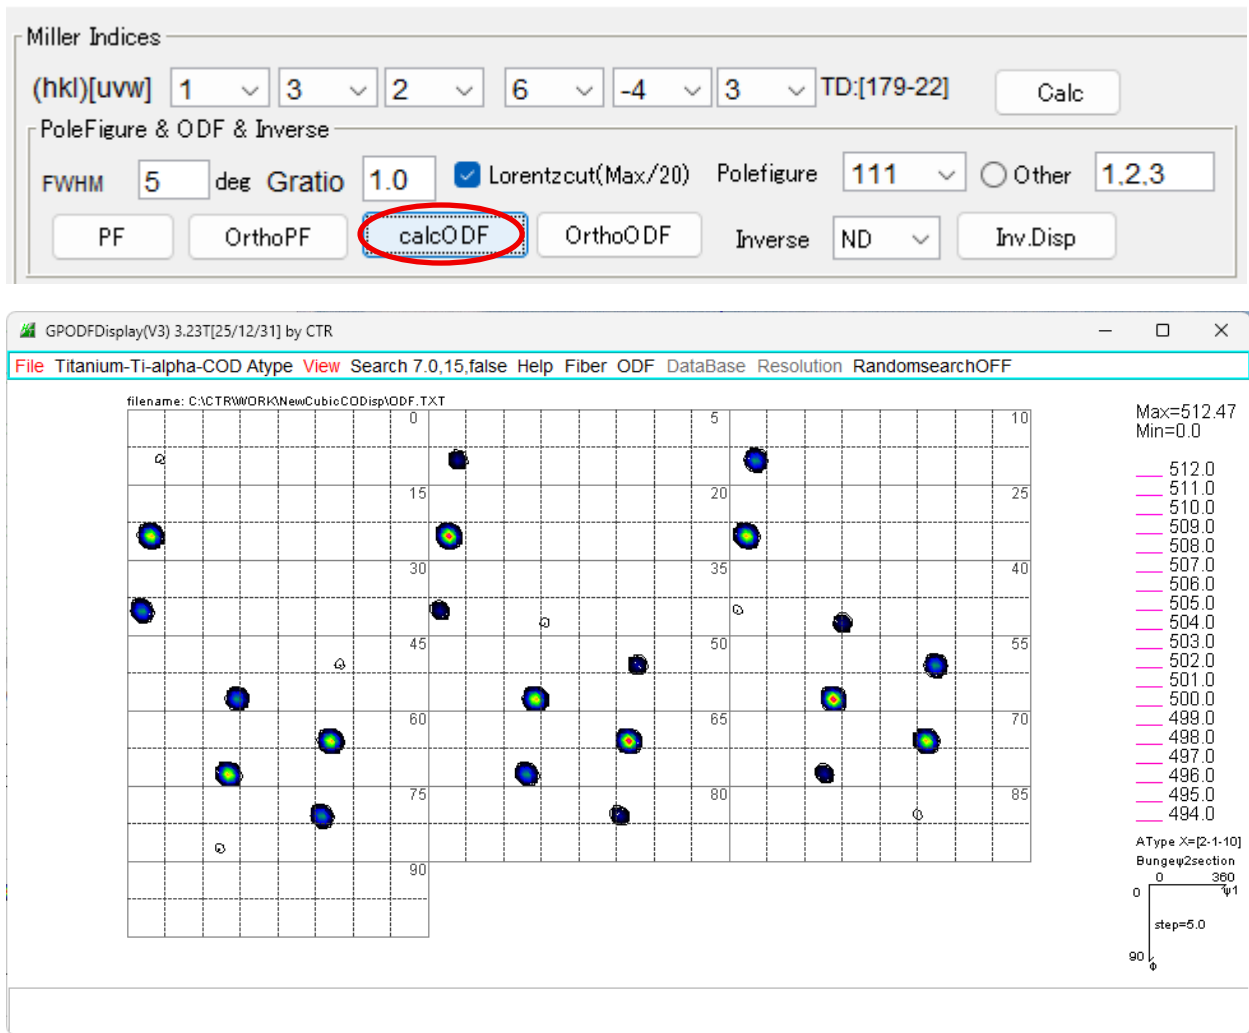 Miller Indices
(hkl)[uvw] 1 3 2 6 -4 3 TD:[179-22] Calc
PoleFigure & ODF & Inverse
FWHM 5 deg Gratio 1.0 Lorentzcut(Max/20) Polefigure 111 Other 1,2,3
PF OrthoPF calcODF OrthoODF Inverse ND Inv.Disp
GPODFDisplay(V3) 3.23T[25/12/31] by CTR
File Titanium-Ti-alpha-COD Atype View Search 7.0,15,false Help Fiber ODF DataBase Resolution RandomsearchOFF
filename: C:\CTR\WORK\NewCubicCODisp\ODF.TXT
0 5 10
15 20 25
30 35 40
45 50 55
60 65 70
75 80 85
90
Max=512.47
Min=0.0
512.0
511.0
510.0
509.0
508.0
507.0
506.0
505.0
504.0
503.0
502.0
501.0
500.0
499.0
498.0
497.0
496.0
495.0
494.0
AType X=[2-1-10]
Bungeψ2section
0 360
0 ψ1
step=5.0
90
Φ